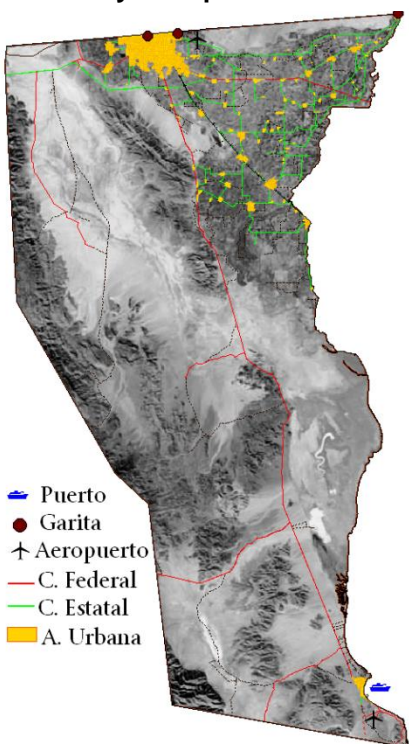 Puerto
Garita
Aeropuerto
C. Federal
C. Estatal
A. Urbana